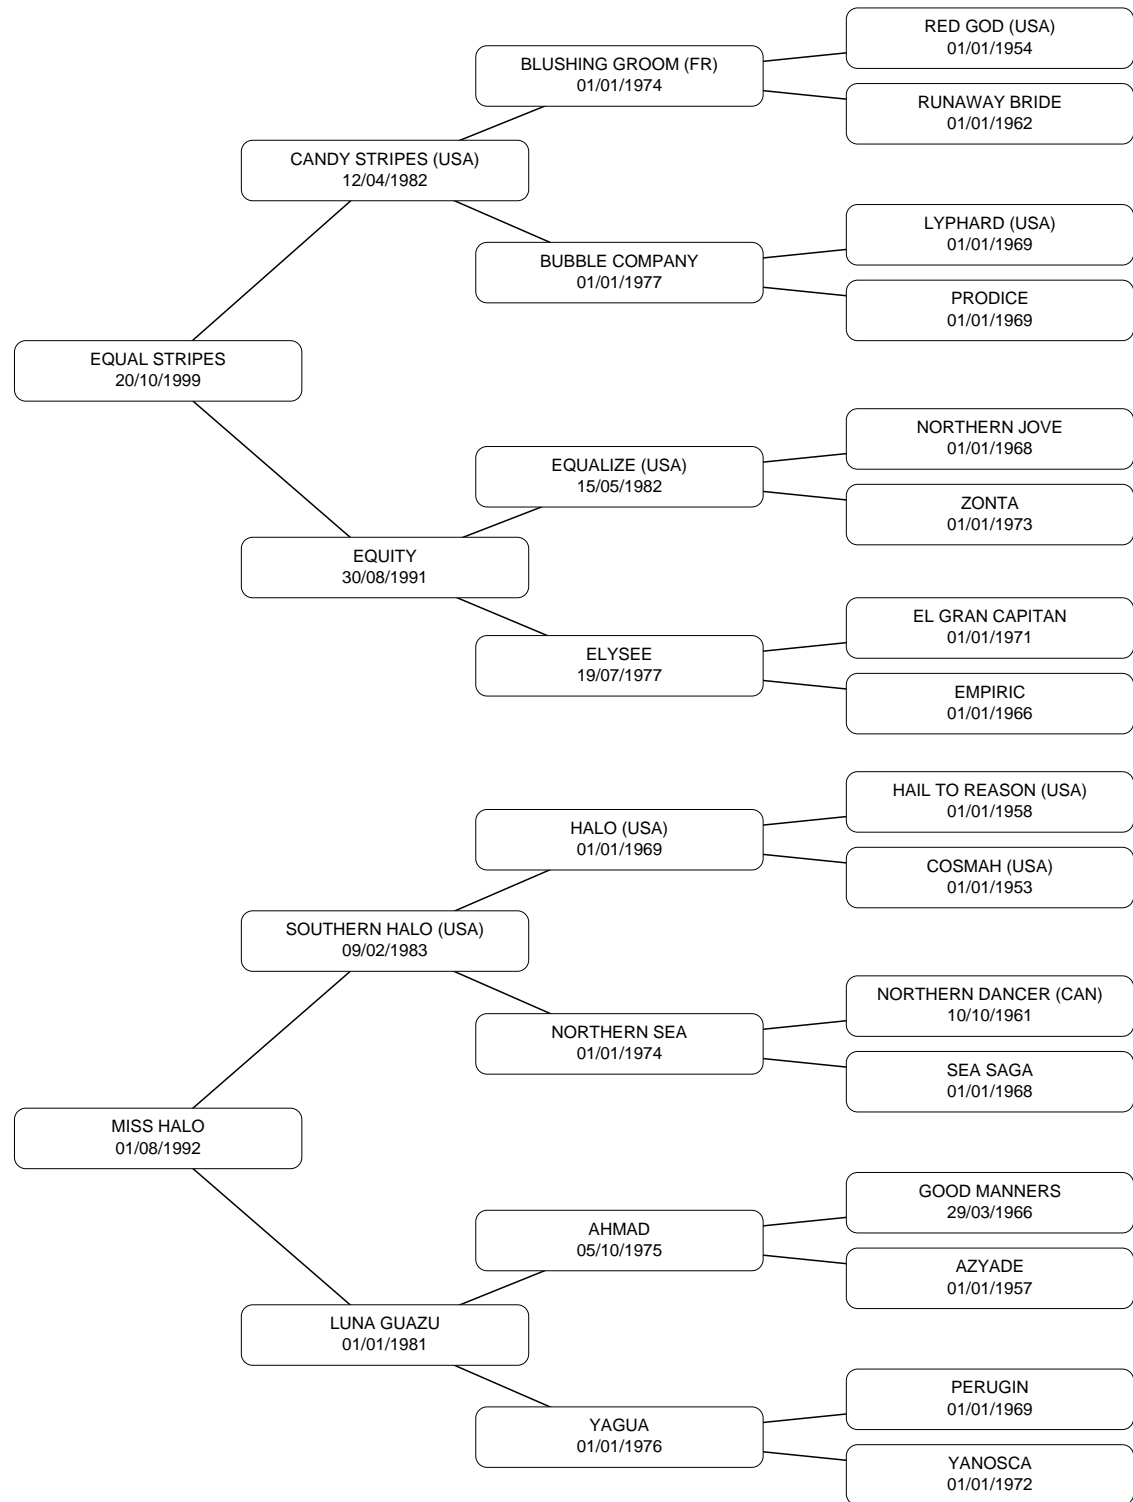 RED GOD (USA)
01/01/1954
BLUSHING GROOM (FR)
01/01/1974
RUNAWAY BRIDE
01/01/1962
CANDY STRIPES (USA)
12/04/1982
LYPHARD (USA)
01/01/1969
BUBBLE COMPANY
01/01/1977
PRODICE
01/01/1969
EQUAL STRIPES
20/10/1999
NORTHERN JOVE
01/01/1968
EQUALIZE (USA)
15/05/1982
ZONTA
01/01/1973
EQUITY
30/08/1991
EL GRAN CAPITAN
01/01/1971
ELYSEE
19/07/1977
EMPIRIC
01/01/1966
HAIL TO REASON (USA)
01/01/1958
HALO (USA)
01/01/1969
COSMAH (USA)
01/01/1953
SOUTHERN HALO (USA)
09/02/1983
NORTHERN DANCER (CAN)
10/10/1961
NORTHERN SEA
01/01/1974
SEA SAGA
01/01/1968
MISS HALO
01/08/1992
GOOD MANNERS
29/03/1966
AHMAD
05/10/1975
AZYADE
01/01/1957
LUNA GUAZU
01/01/1981
PERUGIN
01/01/1969
YAGUA
01/01/1976
YANOSCA
01/01/1972